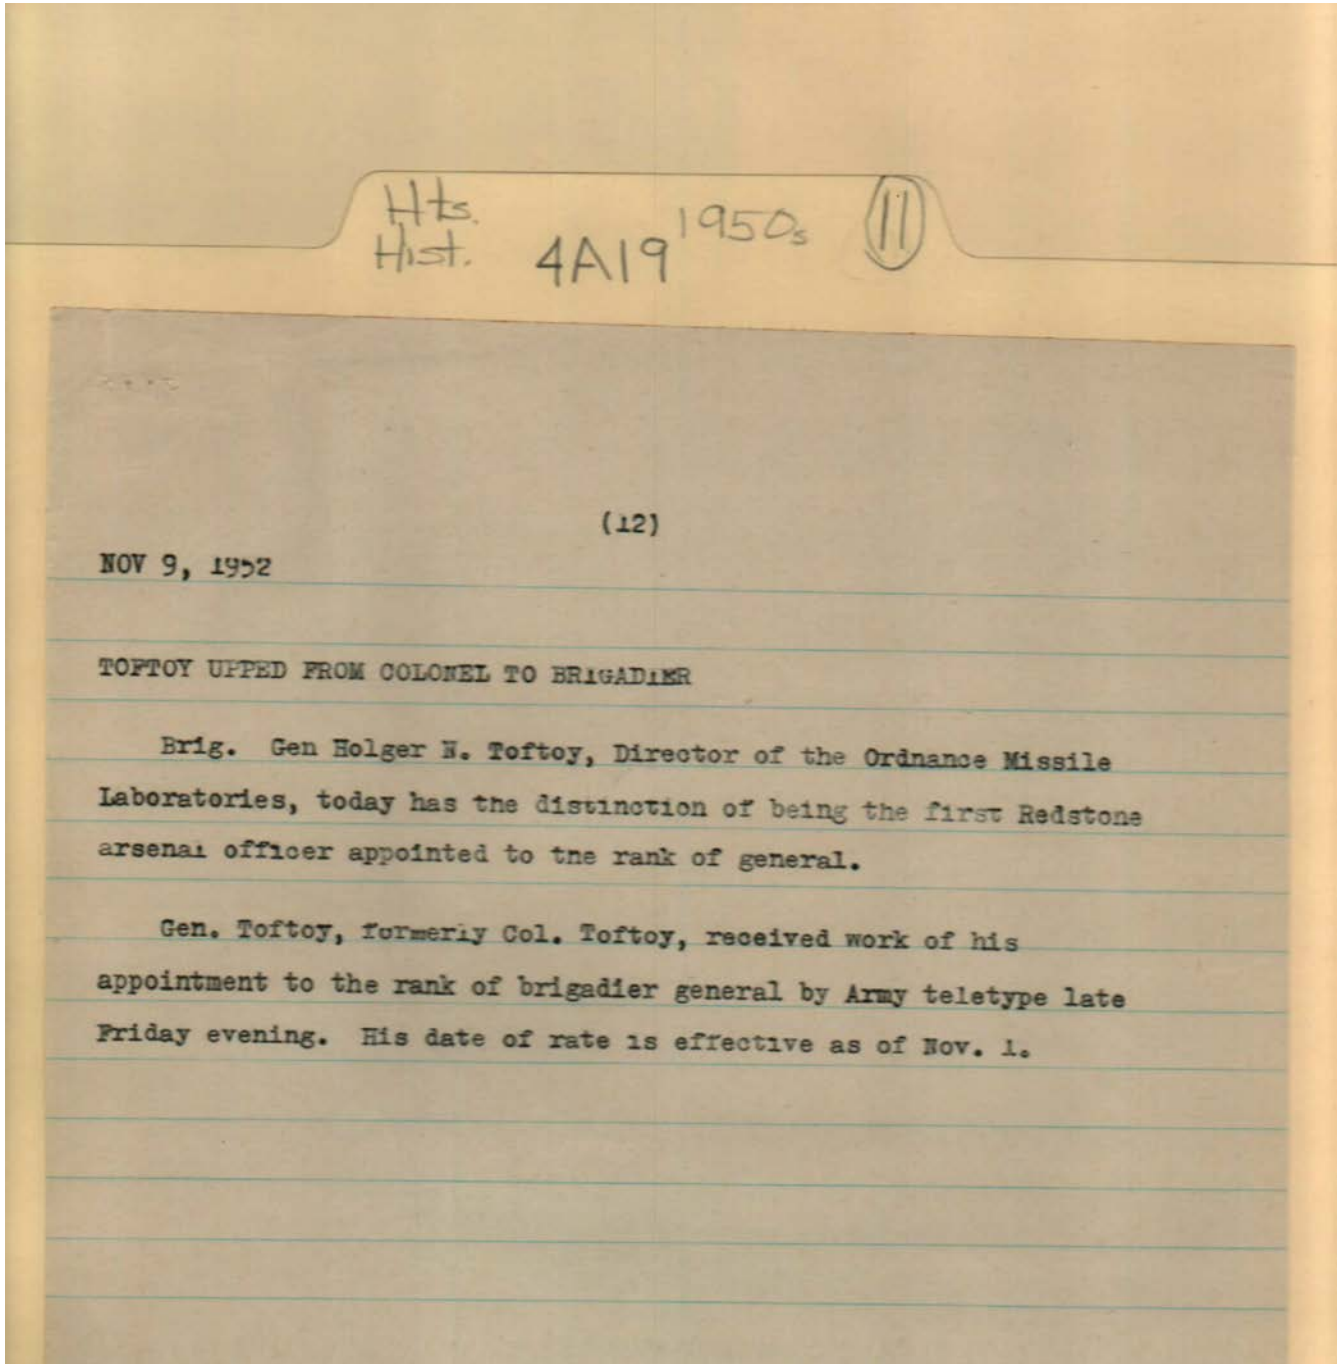 Hts.
Hist. 4A19 1950s 11
(12)
NOV 9, 1952
TOFTOY UPPED FROM COLONEL TO BRIGADIER
Brig. Gen Holger N. Toftoy, Director of the Ordnance Missile
Laboratories, today has the distinction of being the first Redstone
arsenal officer appointed to the rank of general.
Gen. Toftoy, formerly Col. Toftoy, received work of his
appointment to the rank of brigadier general by Army teletype late
Friday evening. His date of rate is effective as of Nov. 1.